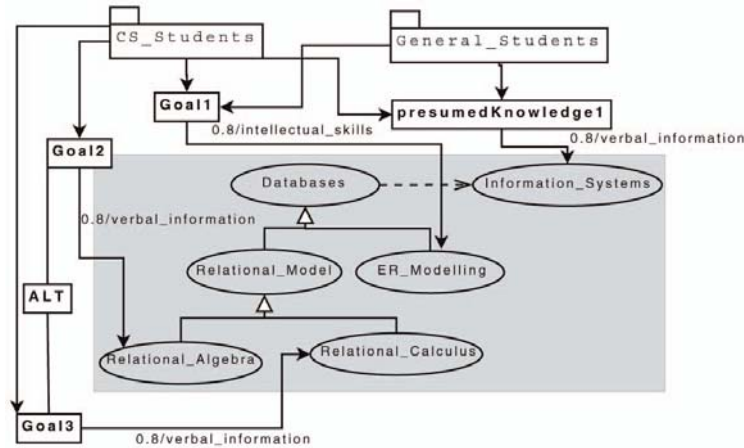 CS_Students
General_Students
Goal1
presumedKnowledge1
0.8/intellectual_skills
0.8/verbal_information
Goal2
Databases
Information_Systems
0.8/verbal_information
Relational_Model
ER_Modelling
ALT
Relational_Algebra
Relational_Calculus
Goal3
0.8/verbal_information